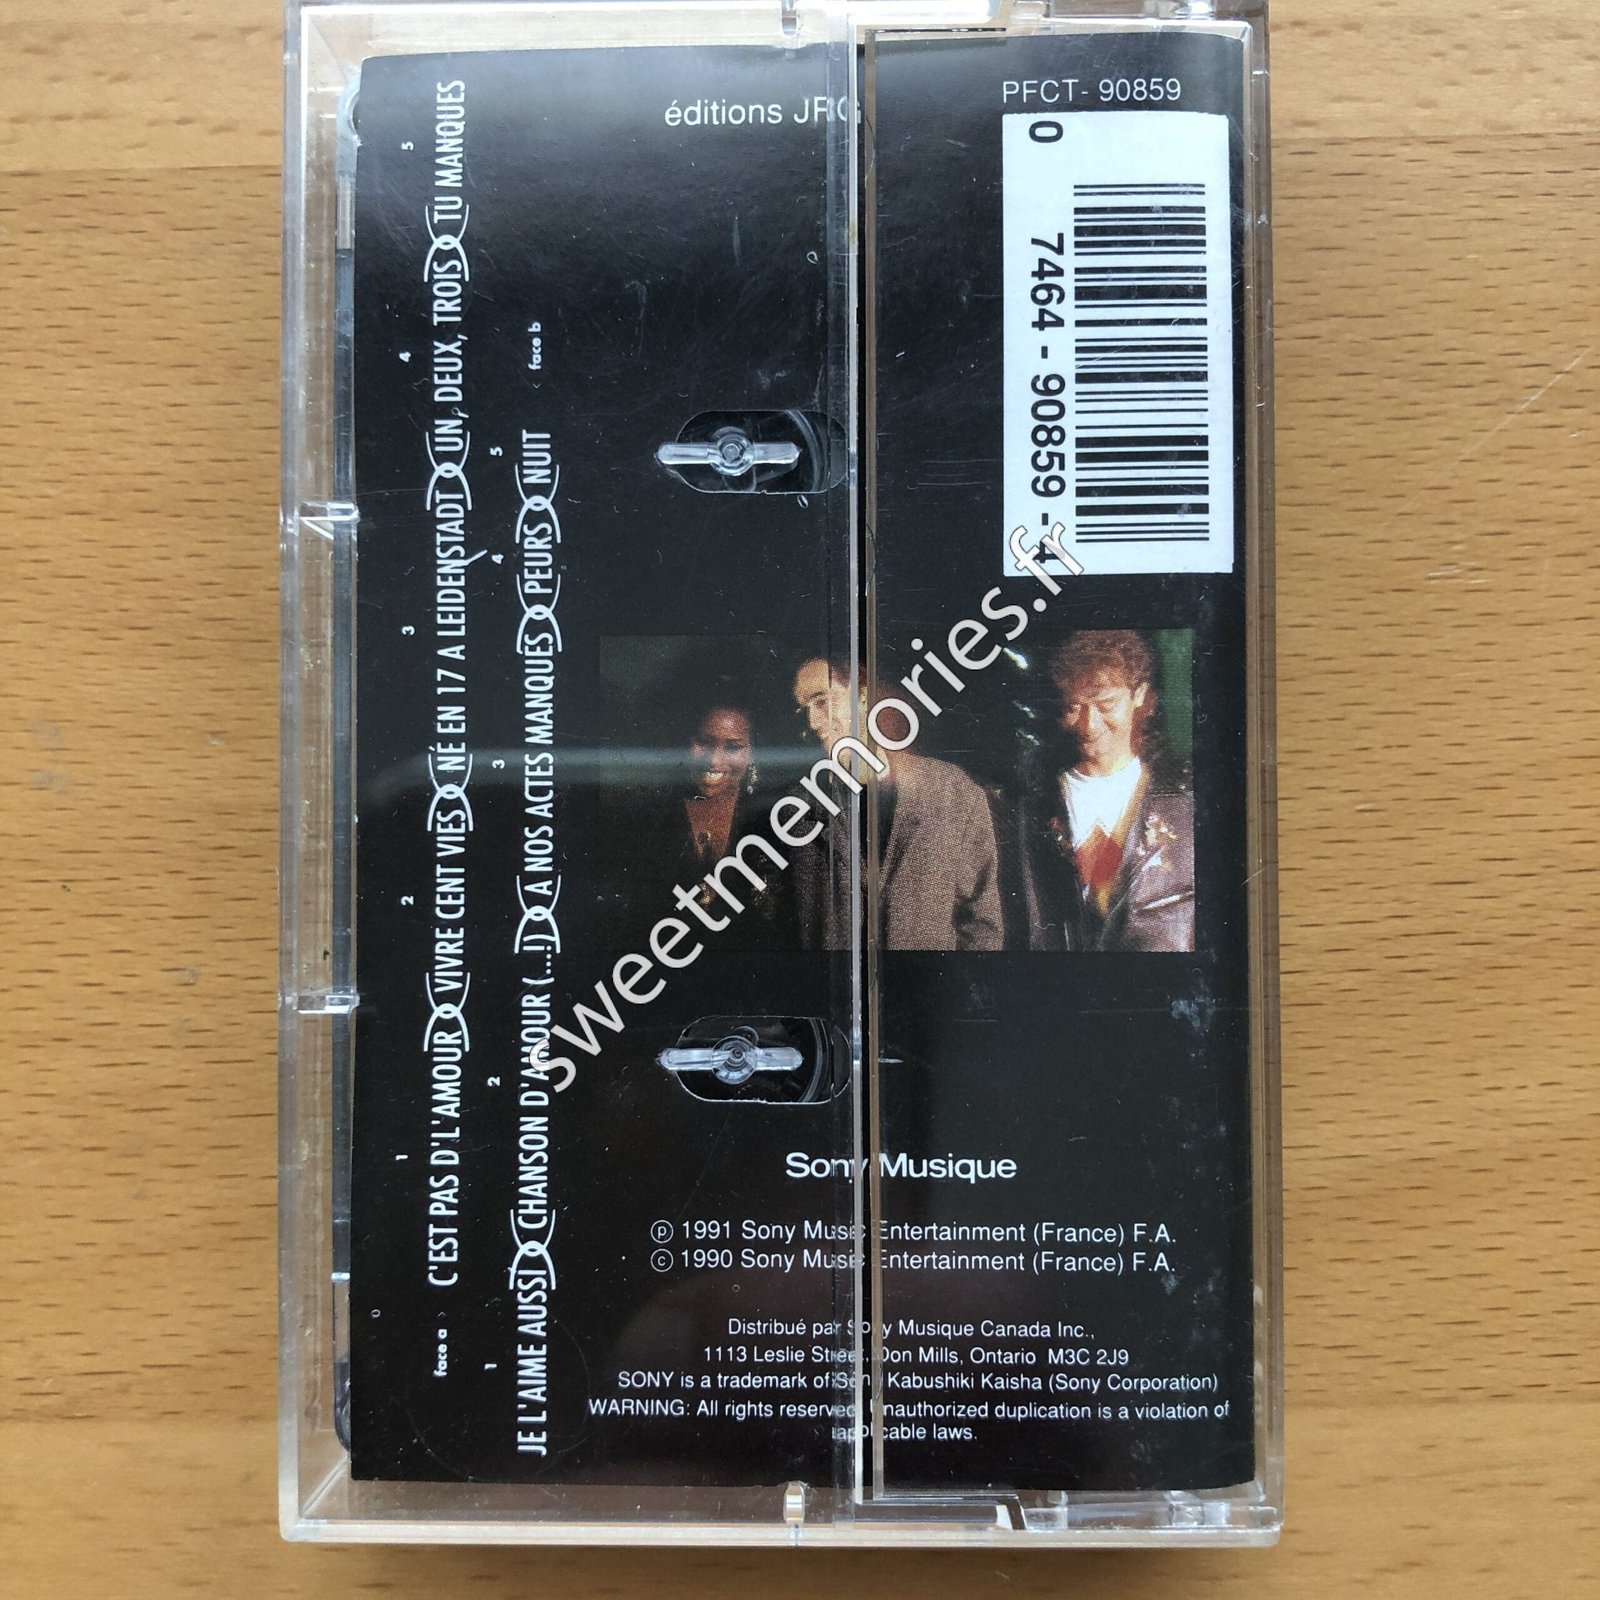 éditions JRG
PFCT- 90859
0 7464 - 90859 - 4
face a
1 2 3 4 5
C'EST PAS D'L'AMOUR VIVRE CENT VIES NÉ EN 17 A LEIDENSTADT UN, DEUX, TROIS TU MANQUES
1 2 3 4 5
JE L'AIME AUSSI CHANSON D'AMOUR (...!) A NOS ACTES MANQUES PEURS NUIT
face b
sweetmemories.fr
Sony Musique
℗ 1991 Sony Music Entertainment (France) F.A.
© 1990 Sony Music Entertainment (France) F.A.
Distribué par Sony Musique Canada Inc.,
1113 Leslie Street, Don Mills, Ontario M3C 2J9
SONY is a trademark of Sony Kabushiki Kaisha (Sony Corporation)
WARNING: All rights reserved. Unauthorized duplication is a violation of
applicable laws.